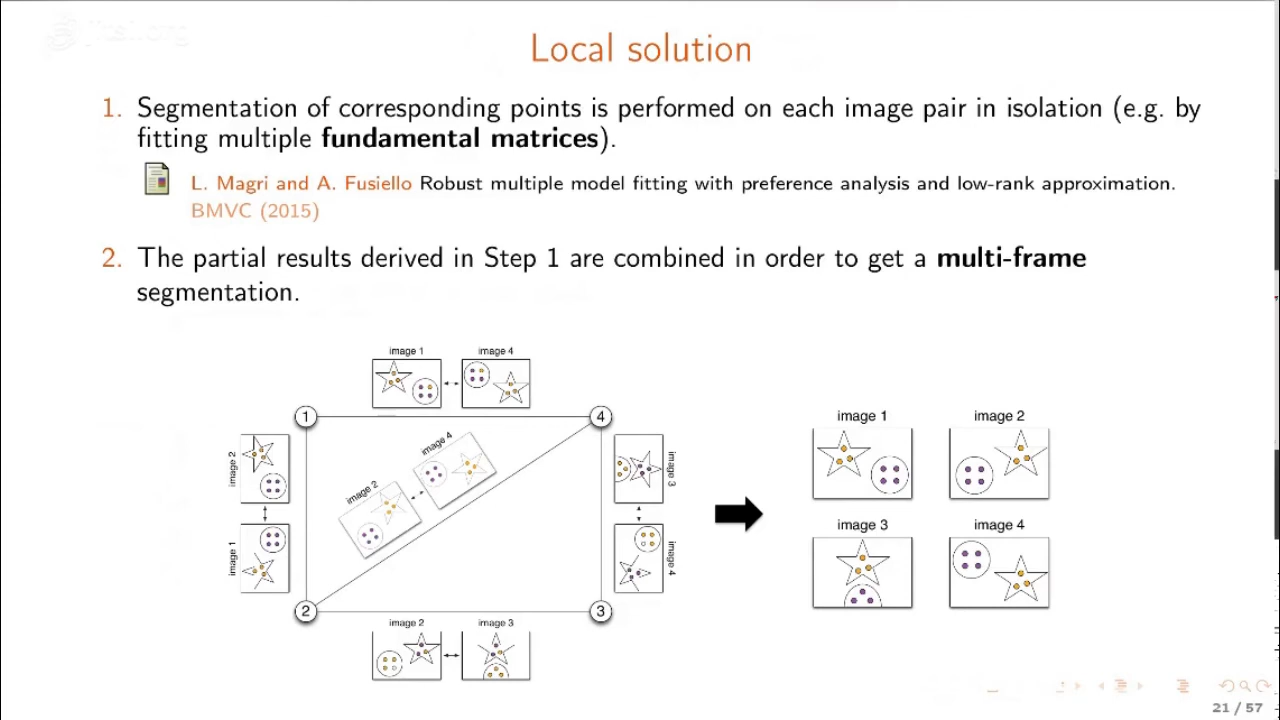 Local solution
1. Segmentation of corresponding points is performed on each image pair in isolation (e.g. by
fitting multiple fundamental matrices).
L. Magri and A. Fusiello Robust multiple model fitting with preference analysis and low-rank approximation.
BMVC (2015)
2. The partial results derived in Step 1 are combined in order to get a multi-frame
segmentation.
image 1
image 4
1
4
image 2
image 1
image 2
image 4
image 3
image 4
2
3
image 2
image 3
image 1
image 2
image 3
image 4
21 / 57